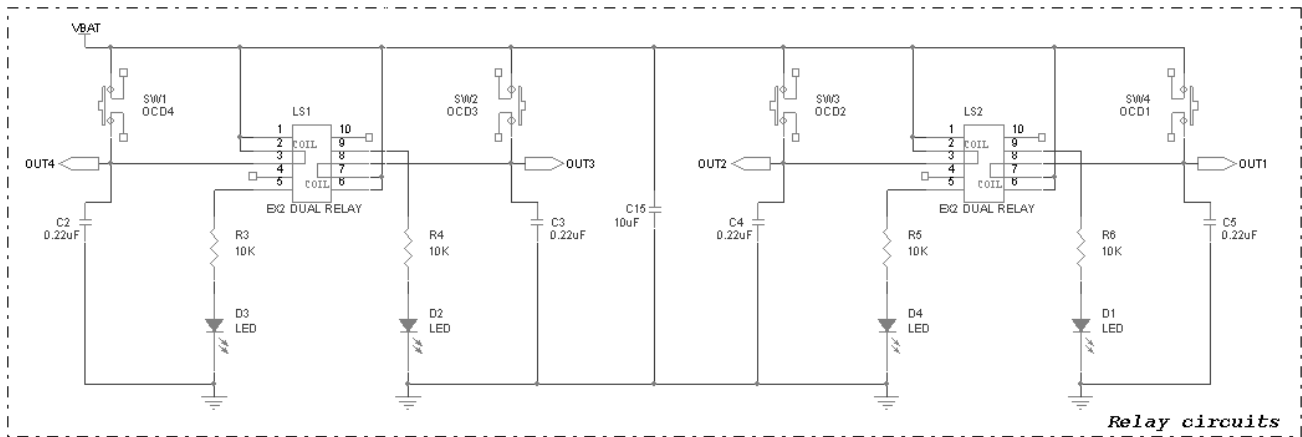 VBAT
SW1
OCD4
LS1
SW2
OCD3
SW3
OCD2
LS2
SW4
OCD1
1
2
3
4
5
10
9
8
7
6
COIL
COIL
1
2
3
4
5
10
9
8
7
6
COIL
COIL
OUT4
OUT3
OUT2
OUT1
EX2 DUAL RELAY
EX2 DUAL RELAY
C2
0.22uF
R3
10K
R4
10K
C3
0.22uF
C15
10uF
C4
0.22uF
R5
10K
R6
10K
C5
0.22uF
D3
LED
D2
LED
D4
LED
D1
LED
Relay circuits